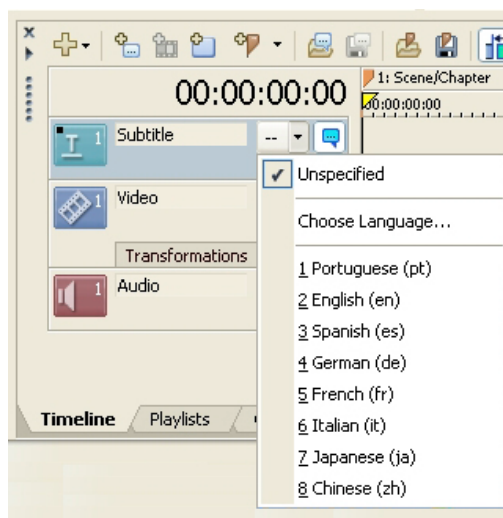 00:00:00:00
1: Scene/Chapter
00:00:00:00
1 Subtitle --
1 Video
Transformations
1 Audio
Unspecified
Choose Language...
1 Portuguese (pt)
2 English (en)
3 Spanish (es)
4 German (de)
5 French (fr)
6 Italian (it)
7 Japanese (ja)
8 Chinese (zh)
Timeline Playlists